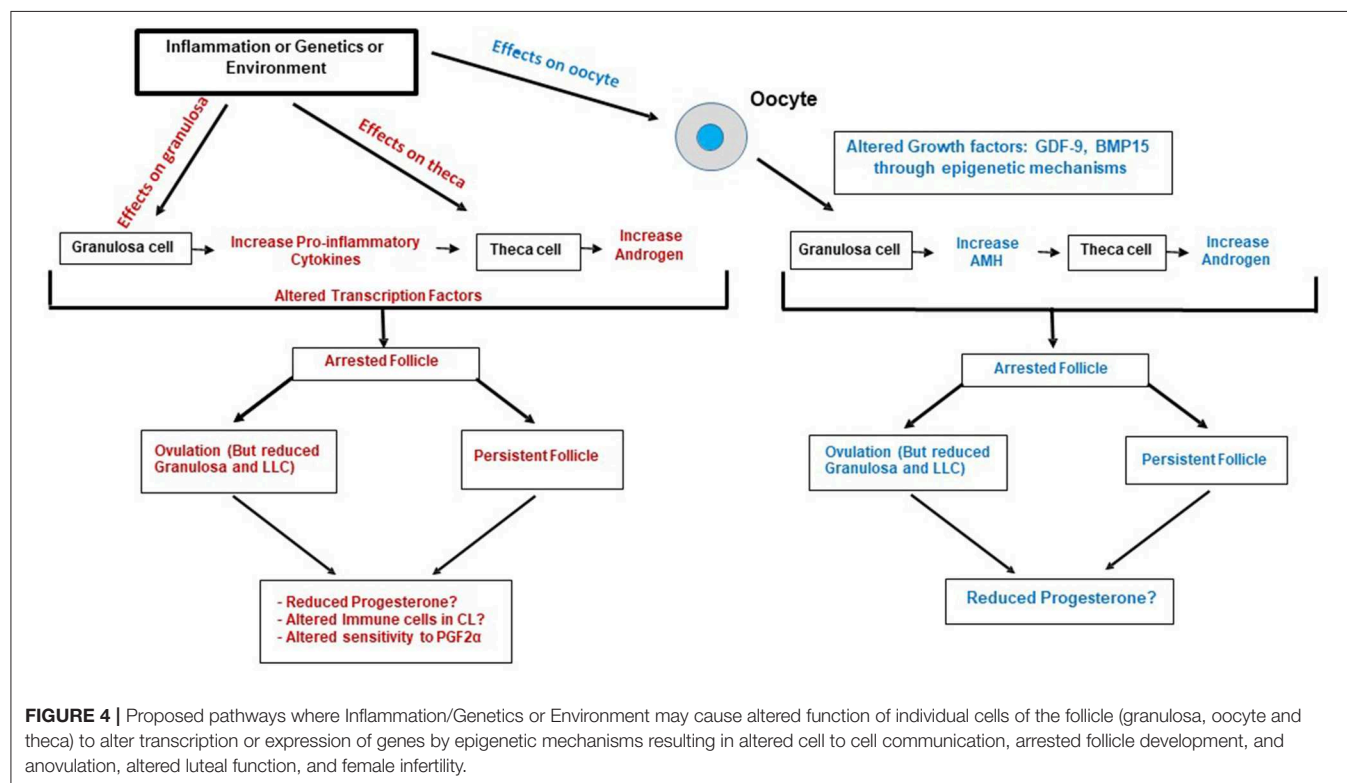 Inflammation or Genetics or
Environment
Effects on oocyte
Oocyte
Effects on granulosa
Effects on theca
Altered Growth factors: GDF-9, BMP15
through epigenetic mechanisms
Granulosa cell
Increase Pro-inflammatory
Cytokines
Theca cell
Increase
Androgen
Altered Transcription Factors
Granulosa cell
Increase
AMH
Theca cell
Increase
Androgen
Arrested Follicle
Ovulation (But reduced
Granulosa and LLC)
Persistent Follicle
- Reduced Progesterone?
- Altered Immune cells in CL?
- Altered sensitivity to PGF2α
Arrested Follicle
Ovulation (But reduced
Granulosa and LLC)
Persistent Follicle
Reduced Progesterone?
FIGURE 4 | Proposed pathways where Inflammation/Genetics or Environment may cause altered function of individual cells of the follicle (granulosa, oocyte and
theca) to alter transcription or expression of genes by epigenetic mechanisms resulting in altered cell to cell communication, arrested follicle development, and
anovulation, altered luteal function, and female infertility.